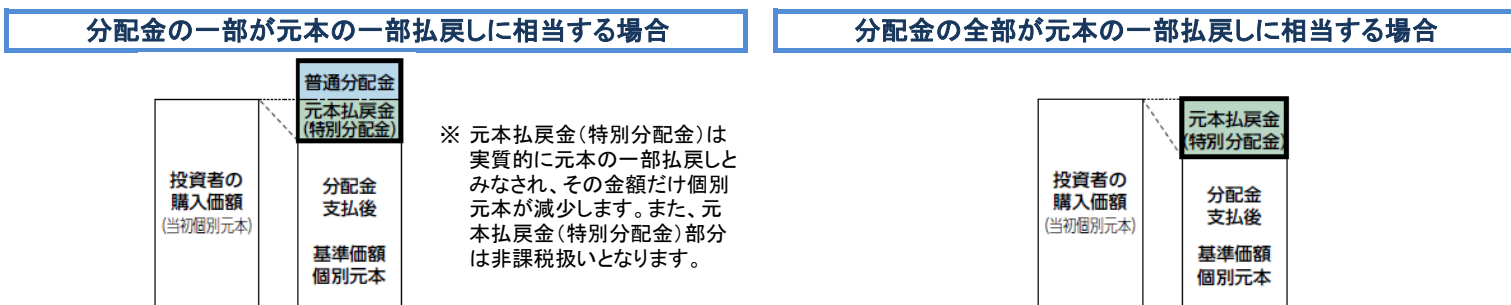 分配金の一部が元本の一部払戻しに相当する場合
普通分配金
元本払戻金
(特別分配金)
投資者の
購入価額
(当初個別元本)
分配金
支払後
基準価額
個別元本
※ 元本払戻金(特別分配金)は
実質的に元本の一部払戻しと
みなされ、その金額だけ個別
元本が減少します。また、元
本払戻金(特別分配金)部分
は非課税扱いとなります。
分配金の全部が元本の一部払戻しに相当する場合
元本払戻金
(特別分配金)
投資者の
購入価額
(当初個別元本)
分配金
支払後
基準価額
個別元本